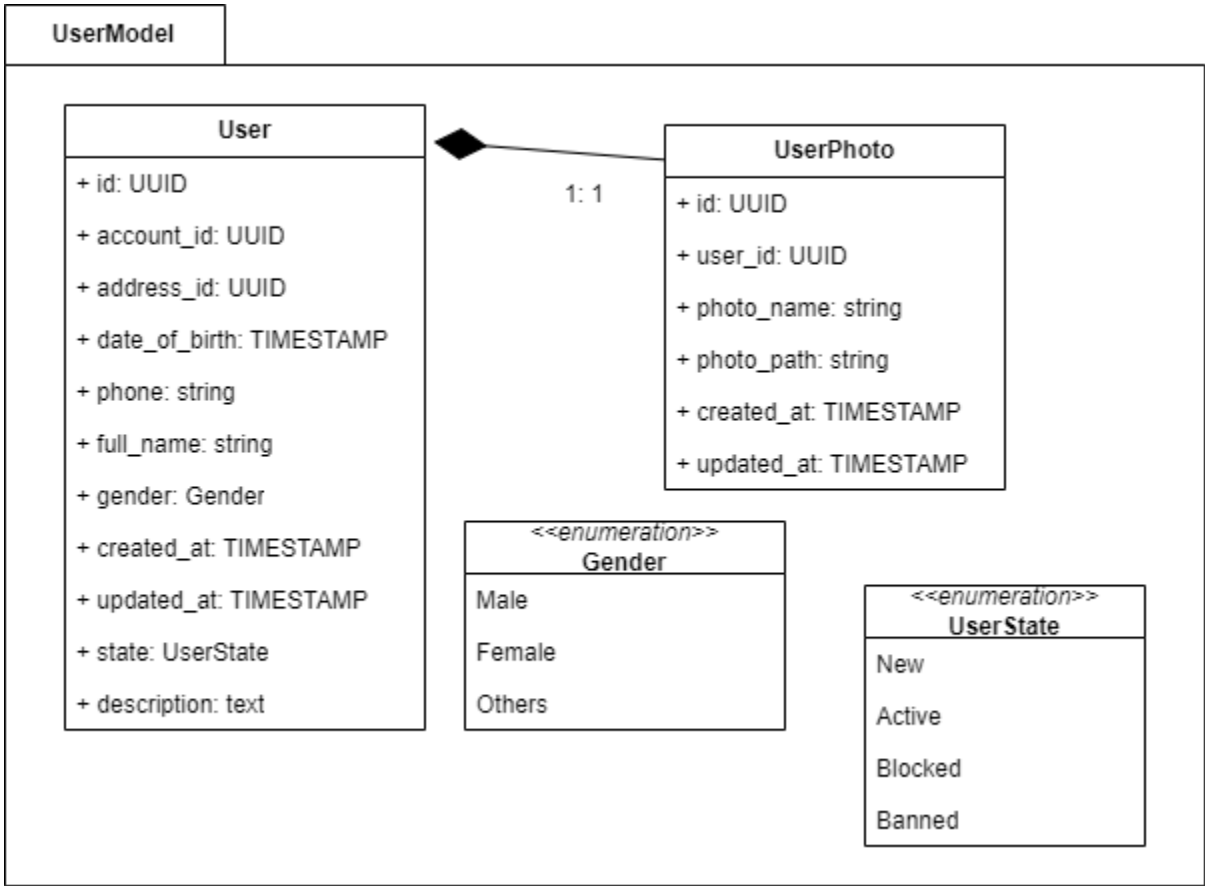 UserModel
User
+ id: UUID
+ account_id: UUID
+ address_id: UUID
+ date_of_birth: TIMESTAMP
+ phone: string
+ full_name: string
+ gender: Gender
+ created_at: TIMESTAMP
+ updated_at: TIMESTAMP
+ state: UserState
+ description: text
1: 1
UserPhoto
+ id: UUID
+ user_id: UUID
+ photo_name: string
+ photo_path: string
+ created_at: TIMESTAMP
+ updated_at: TIMESTAMP
<<enumeration>>
Gender
Male
Female
Others
<<enumeration>>
UserState
New
Active
Blocked
Banned